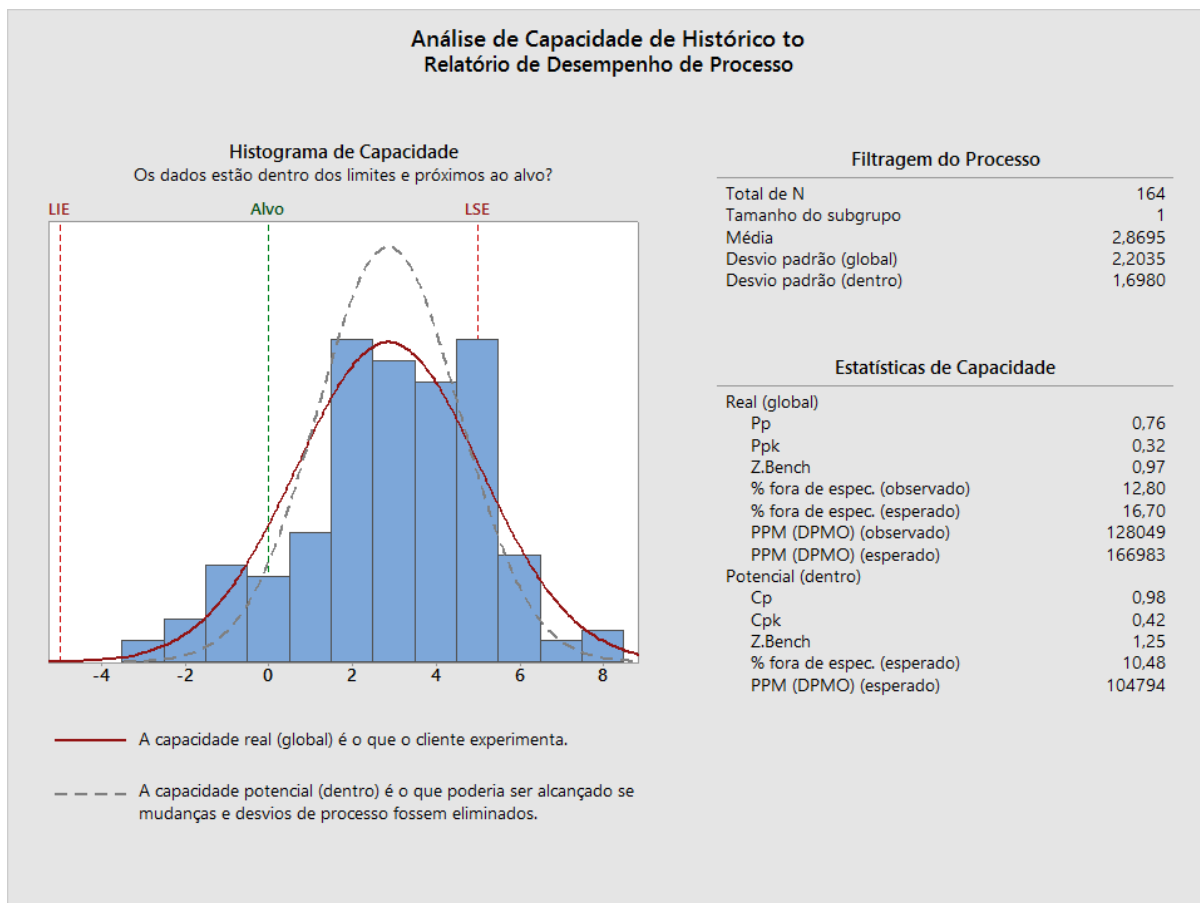 Análise de Capacidade de Histórico to
Relatório de Desempenho de Processo
Histograma de Capacidade
Os dados estão dentro dos limites e próximos ao alvo?
LIE Alvo LSE
-4 -2 0 2 4 6 8
A capacidade real (global) é o que o cliente experimenta.
A capacidade potencial (dentro) é o que poderia ser alcançado se
mudanças e desvios de processo fossem eliminados.
Filtragem do Processo
Total de N 164
Tamanho do subgrupo 1
Média 2,8695
Desvio padrão (global) 2,2035
Desvio padrão (dentro) 1,6980
Estatísticas de Capacidade
Real (global)
Pp 0,76
Ppk 0,32
Z.Bench 0,97
% fora de espec. (observado) 12,80
% fora de espec. (esperado) 16,70
PPM (DPMO) (observado) 128049
PPM (DPMO) (esperado) 166983
Potencial (dentro)
Cp 0,98
Cpk 0,42
Z.Bench 1,25
% fora de espec. (esperado) 10,48
PPM (DPMO) (esperado) 104794